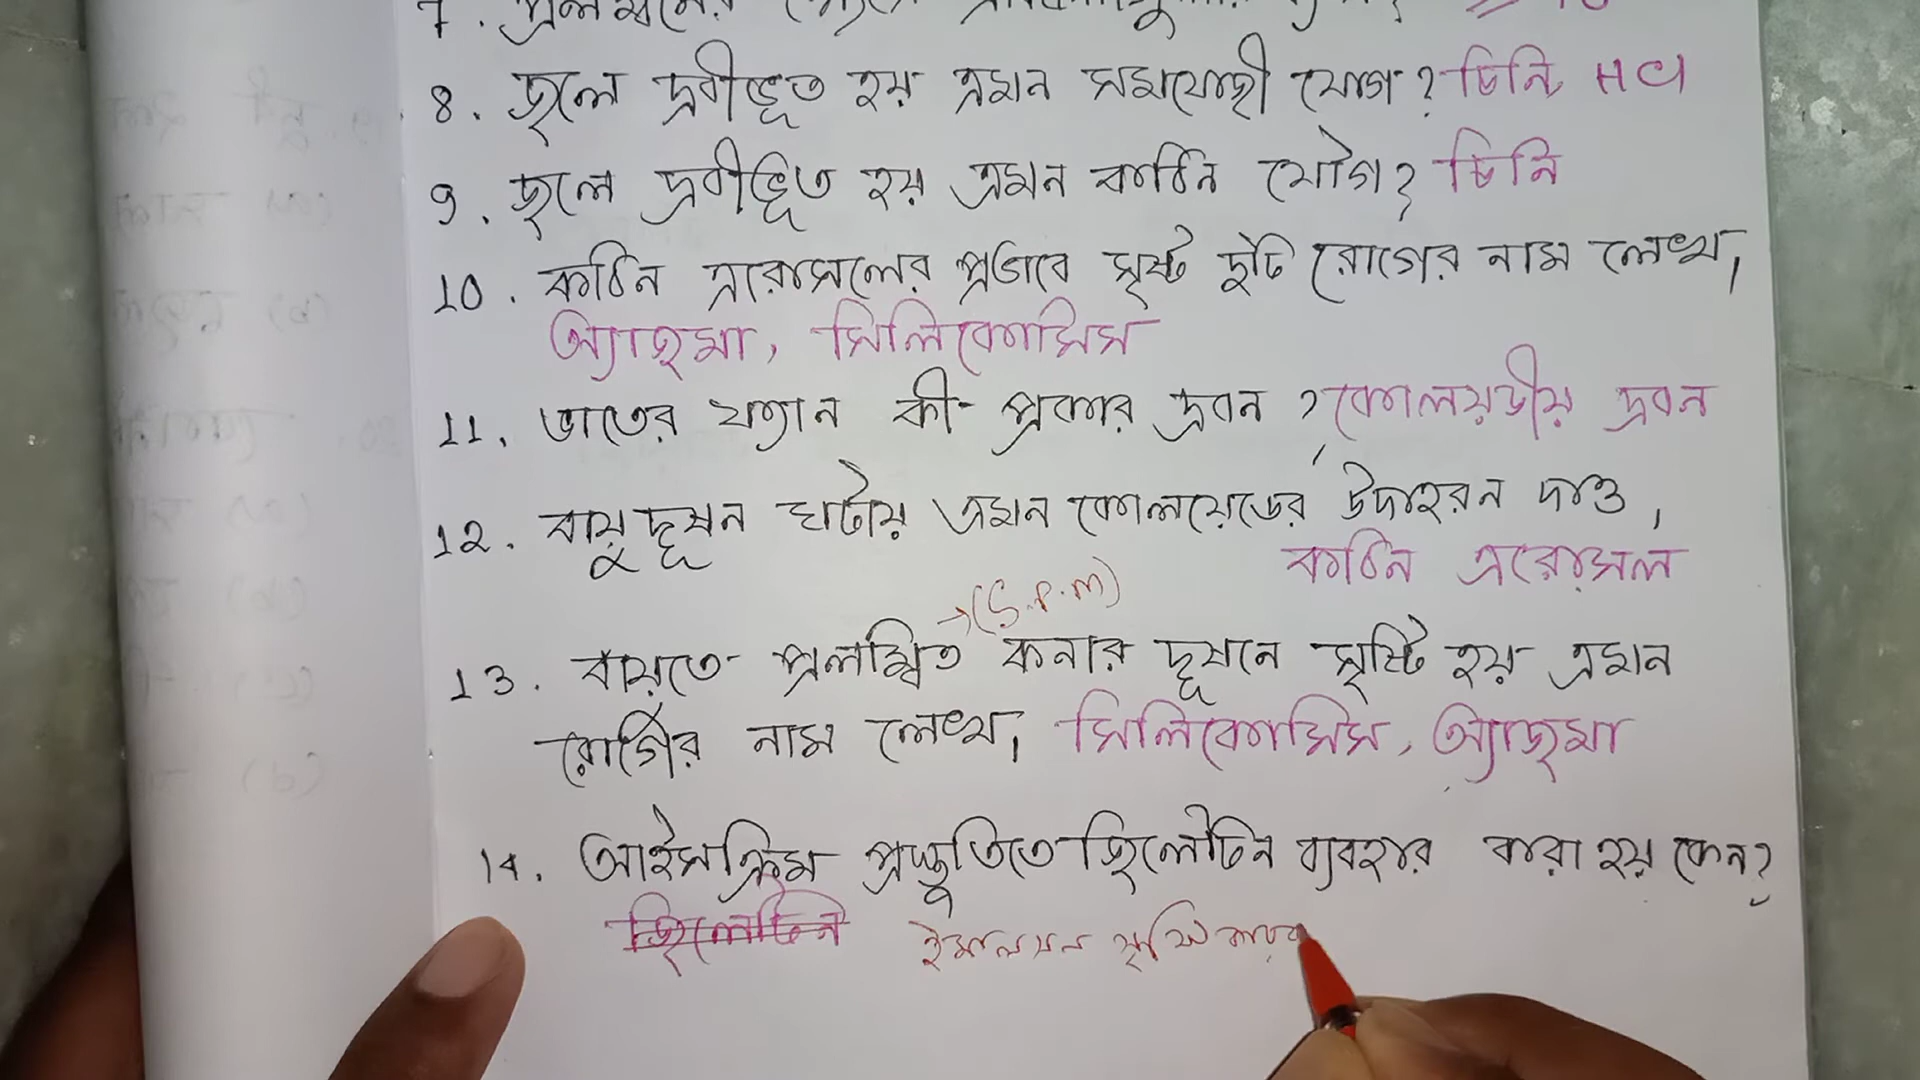 8. জলে দ্রবীভূত হয় এমন সমযোজী যৌগ? চিনি, HCl
9. জলে দ্রবীভূত হয় এমন কঠিন যৌগ? চিনি
10. কঠিন এরোসলের প্রভাবে সৃষ্ট দুটি রোগের নাম লেখ।
অ্যাজমা, সিলিকোসিস
11. ভাতের ফ্যান কী প্রকার দ্রবন? কোলয়ডীয় দ্রবন
12. বায়ুদূষন ঘটায় এমন কোলয়েডের উদাহরন দাও।
কঠিন এরোসল
→(S.P.M)
13. বায়ুতে প্রলম্বিত কনার দূষনে সৃষ্টি হয় এমন
রোগের নাম লেখ। সিলিকোসিস, অ্যাজমা
14. আইসক্রিম প্রস্তুতিতে জিলেটিন ব্যবহার করা হয় কেন?
জিলেটিন ইমালসন সৃষ্টি